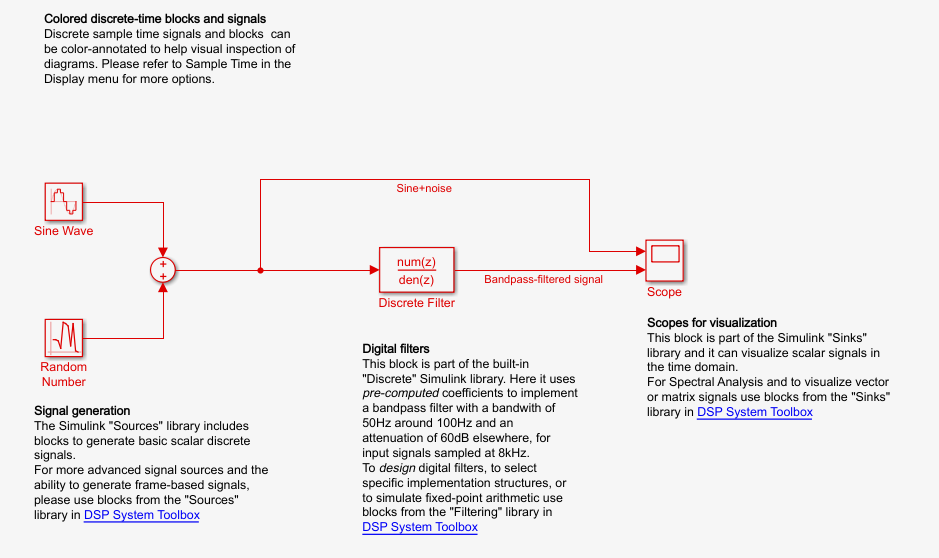 Colored discrete-time blocks and signals
Discrete sample time signals and blocks  can
be color-annotated to help visual inspection of
diagrams. Please refer to Sample Time in the
Display menu for more options.
Sine+noise
Sine Wave
+
+
num(z)
den(z)
Discrete Filter
Bandpass-filtered signal
Scope
Random
Number
Signal generation
The Simulink "Sources" library includes
blocks to generate basic scalar discrete
signals.
For more advanced signal sources and the
ability to generate frame-based signals,
please use blocks from the "Sources"
library in DSP System Toolbox
Digital filters
This block is part of the built-in
"Discrete" Simulink library. Here it uses
pre-computed coefficients to implement
a bandpass filter with a bandwith of
50Hz around 100Hz and an
attenuation of 60dB elsewhere, for
input signals sampled at 8kHz.
To design digital filters, to select
specific implementation structures, or
to simulate fixed-point arithmetic use
blocks from the "Filtering" library in
DSP System Toolbox
Scopes for visualization
This block is part of the Simulink "Sinks"
library and it can visualize scalar signals in
the time domain.
For Spectral Analysis and to visualize vector
or matrix signals use blocks from the "Sinks"
library in DSP System Toolbox